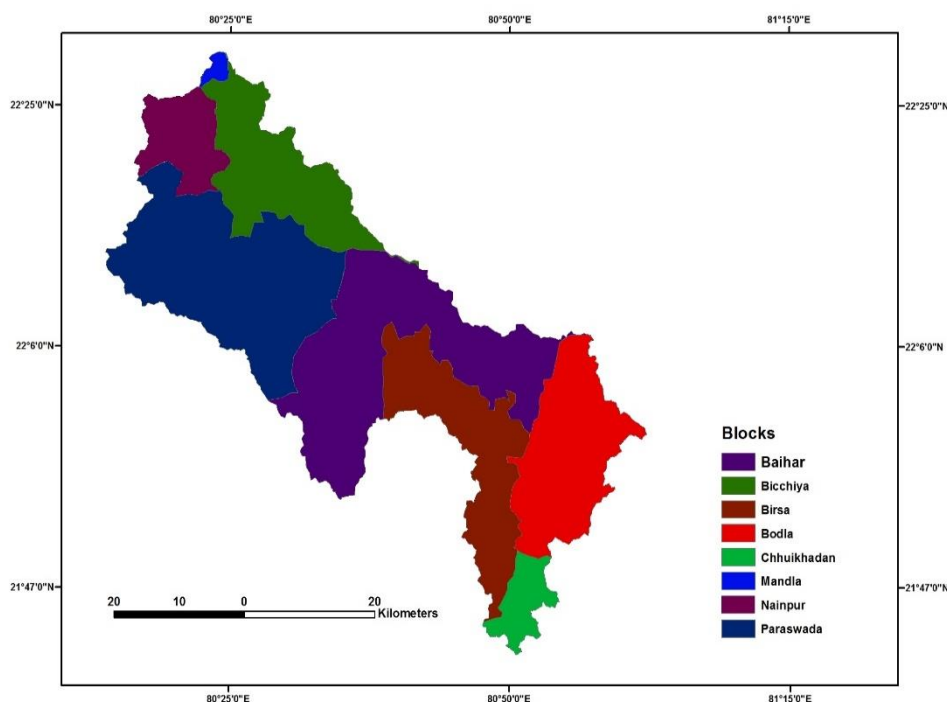 80°25'0"E 80°50'0"E 81°15'0"E
22°25'0"N 22°25'0"N
22°6'0"N 22°6'0"N
Blocks
Baihar
Bicchiya
Birsa
Bodla
Chhuikhadan
Mandla
Nainpur
Paraswada
21°47'0"N 21°47'0"N
20 10 0 20 Kilometers
80°25'0"E 80°50'0"E 81°15'0"E